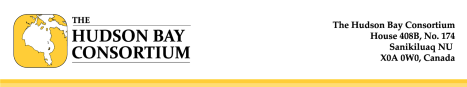 THE
HUDSON BAY
CONSORTIUM
The Hudson Bay Consortium
House 408B, No. 174
Sanikiluaq NU
X0A 0W0, Canada